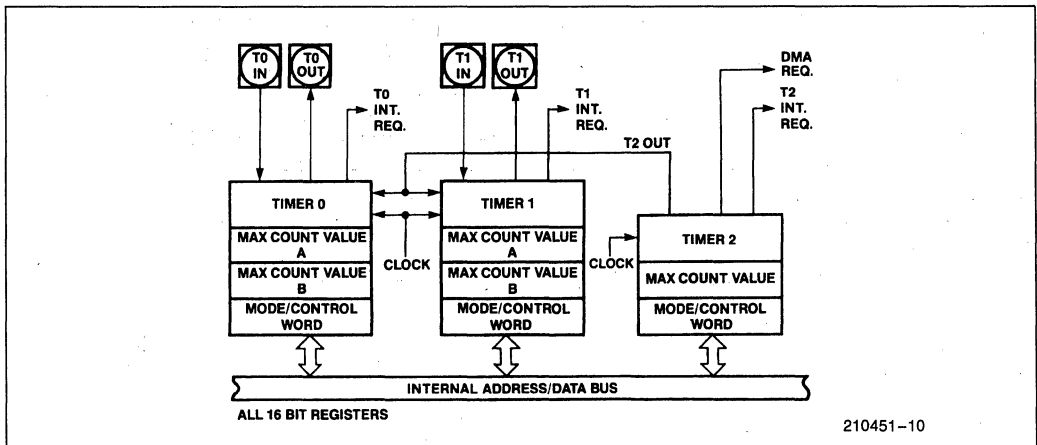 T0
IN
T0
OUT
T0
INT.
REQ.
T1
IN
T1
OUT
T1
INT.
REQ.
DMA
REQ.
T2
INT.
REQ.
T2 OUT
TIMER 0
MAX COUNT VALUE
A
MAX COUNT VALUE
B
MODE/CONTROL
WORD
CLOCK
TIMER 1
MAX COUNT VALUE
A
MAX COUNT VALUE
B
MODE/CONTROL
WORD
CLOCK
TIMER 2
MAX COUNT VALUE
MODE/CONTROL
WORD
INTERNAL ADDRESS/DATA BUS
ALL 16 BIT REGISTERS
210451–10